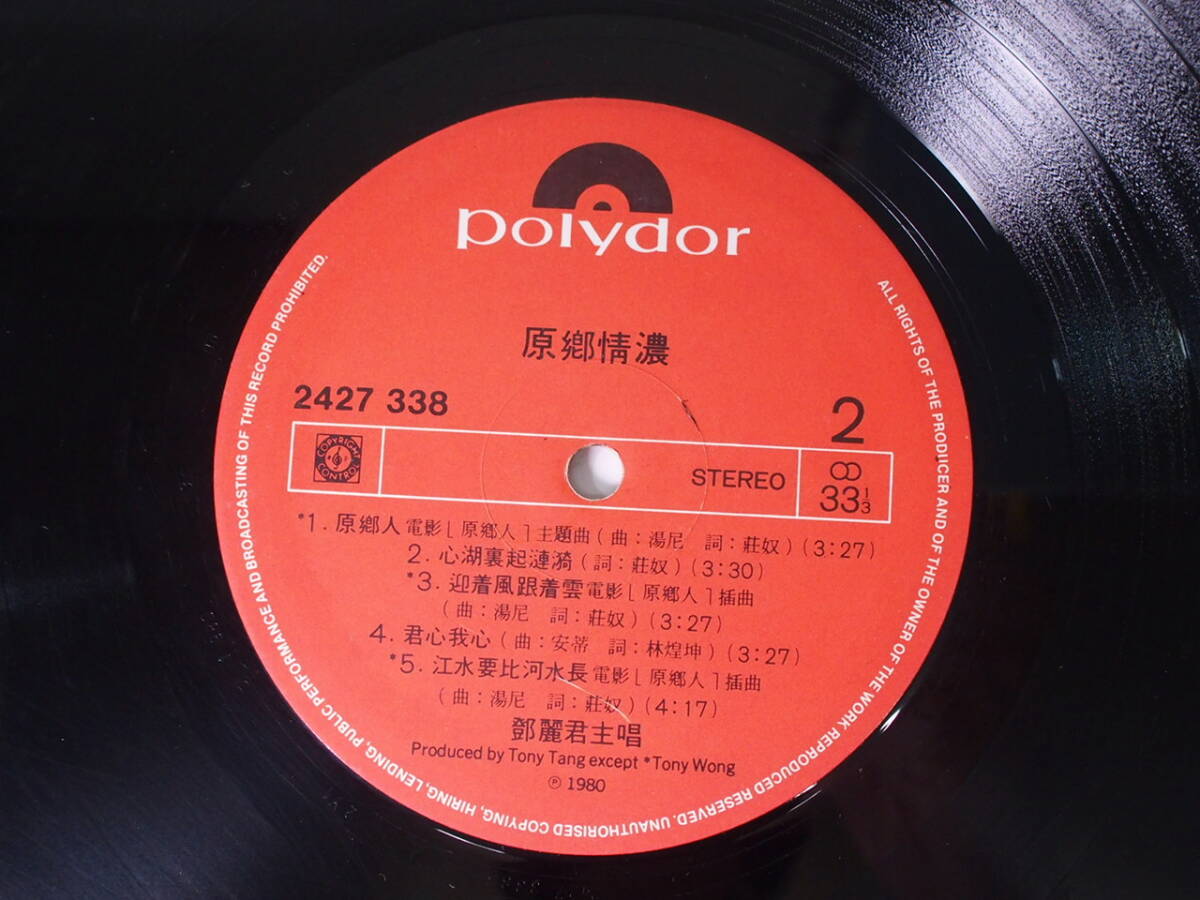 polydor
原鄉情濃
2427 338
2
COPYRIGHT CONTROL
STEREO
33 1/3
*1. 原鄉人 電影「原鄉人」主題曲 (曲:湯尼 詞:莊奴) (3:27)
2. 心湖裏起漣漪 (詞:莊奴) (3:30)
*3. 迎着風跟着雲 電影「原鄉人」插曲
(曲:湯尼 詞:莊奴) (3:27)
4. 君心我心 (曲:安蒂 詞:林煌坤) (3:27)
*5. 江水要比河水長 電影「原鄉人」插曲
(曲:湯尼 詞:莊奴) (4:17)
鄧麗君主唱
Produced by Tony Tang except *Tony Wong
℗ 1980
ALL RIGHTS OF THE PRODUCER AND OF THE OWNER OF THE WORK REPRODUCED RESERVED. UNAUTHORISED COPYING, HIRING, LENDING, PUBLIC PERFORMANCE AND BROADCASTING OF THIS RECORD PROHIBITED.